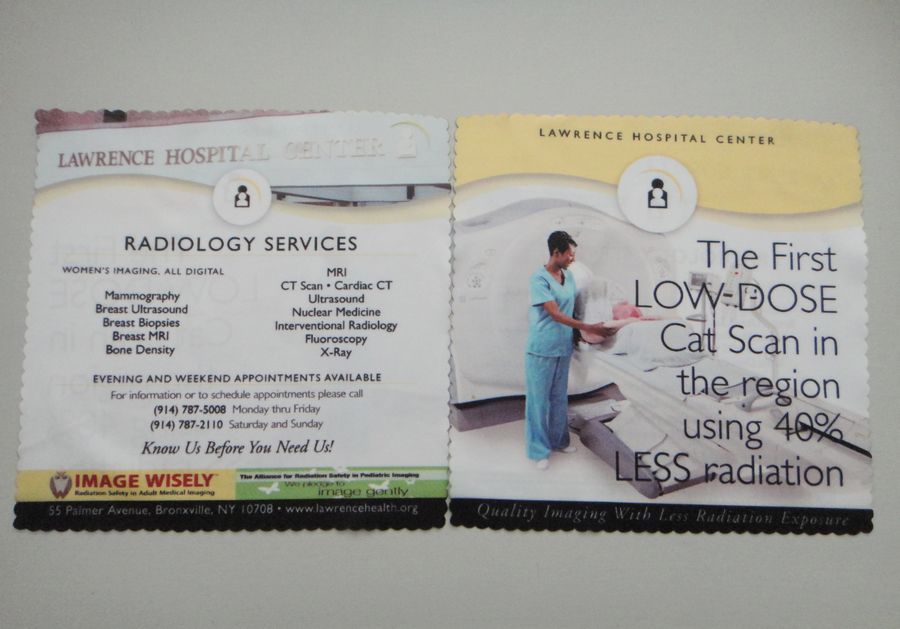 LAWRENCE HOSPITAL CENTER
RADIOLOGY SERVICES
WOMEN'S IMAGING, ALL DIGITAL
Mammography
Breast Ultrasound
Breast Biopsies
Breast MRI
Bone Density
MRI
CT Scan • Cardiac CT
Ultrasound
Nuclear Medicine
Interventional Radiology
Fluoroscopy
X-Ray
EVENING AND WEEKEND APPOINTMENTS AVAILABLE
For information or to schedule appointments please call
(914) 787-5008 Monday thru Friday
(914) 787-2110 Saturday and Sunday
Know Us Before You Need Us!
IMAGE WISELY™
Radiation Safety in Adult Medical Imaging
The Alliance for Radiation Safety in Pediatric Imaging
We pledge to
image gently
55 Palmer Avenue, Bronxville, NY 10708 • www.lawrencehealth.org
LAWRENCE HOSPITAL CENTER
The First
LOW-DOSE
Cat Scan in
the region
using 40%
LESS radiation
Quality Imaging With Less Radiation Exposure